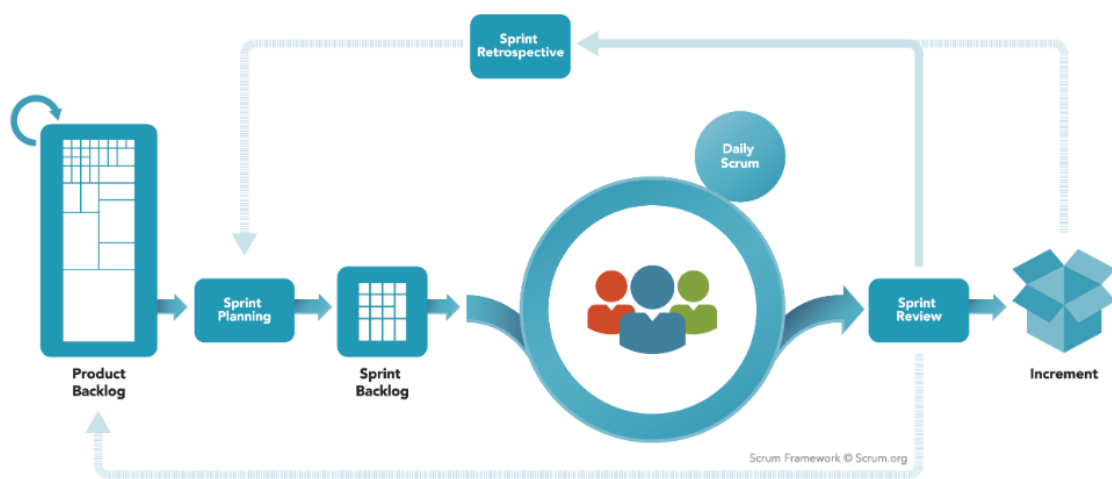 Sprint
Retrospective
Daily
Scrum
Sprint
Planning
Sprint
Review
Product
Backlog
Sprint
Backlog
Increment
Scrum Framework © Scrum.org